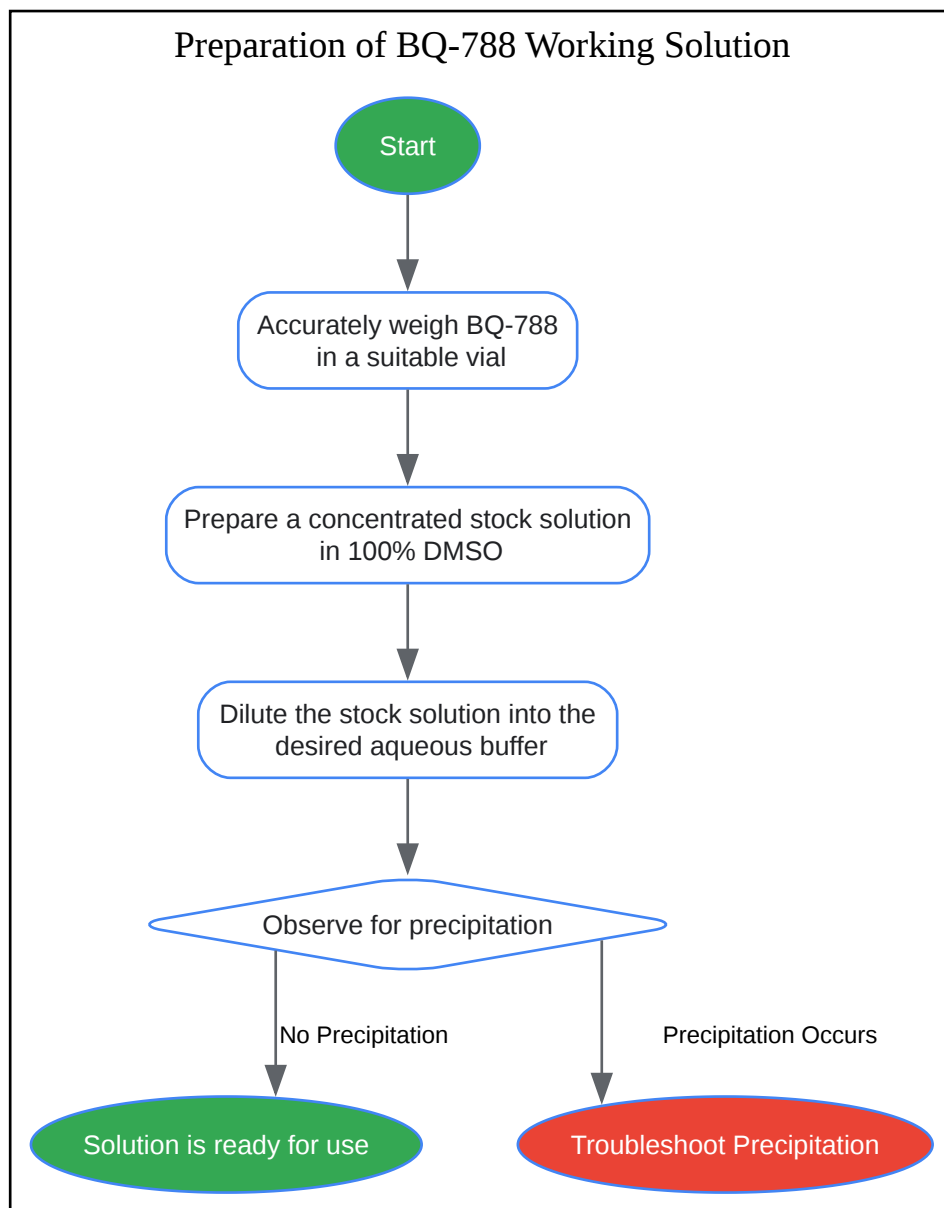 Preparation of BQ-788 Working Solution
Start
Accurately weigh BQ-788
in a suitable vial
Prepare a concentrated stock solution
in 100% DMSO
Dilute the stock solution into the
desired aqueous buffer
Observe for precipitation
No Precipitation
Precipitation Occurs
Solution is ready for use
Troubleshoot Precipitation